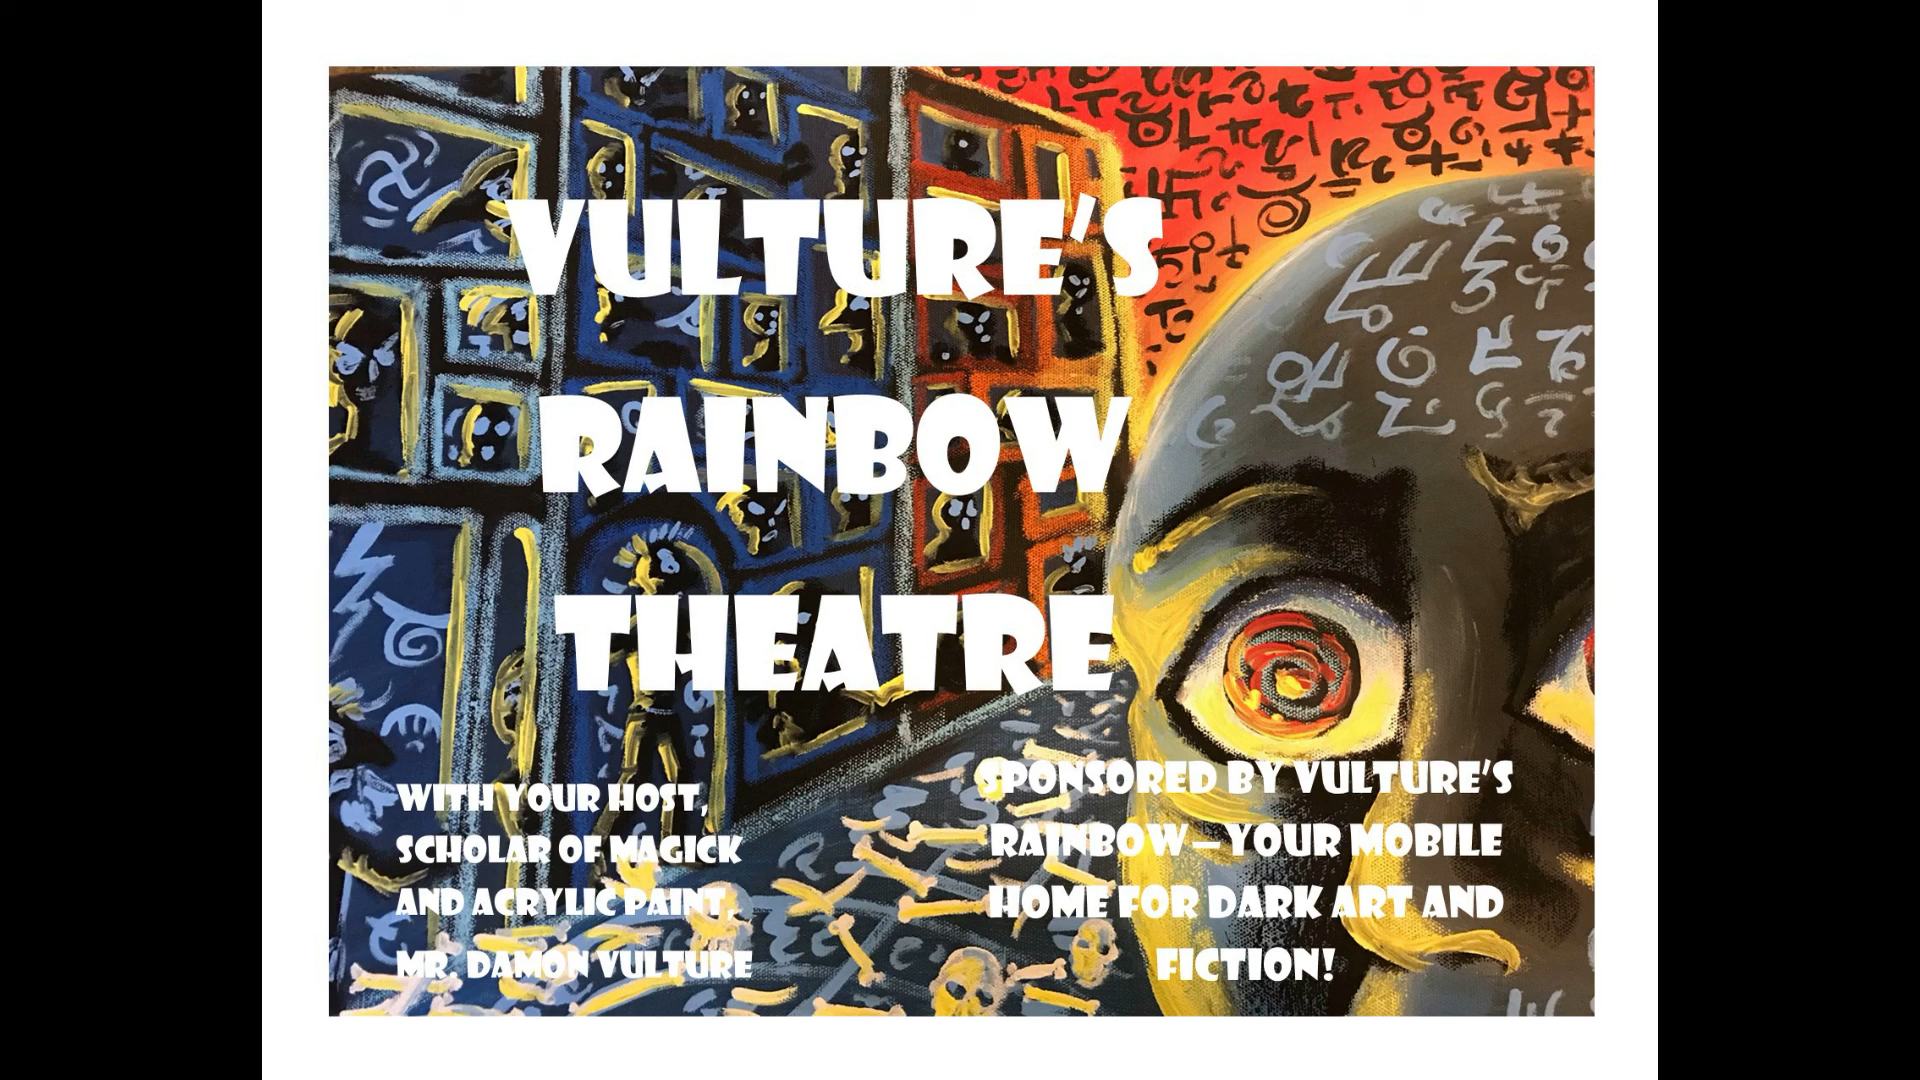 VULTURE'S
RAINBOW
THEATRE
WITH YOUR HOST,
SCHOLAR OF MAGICK
AND ACRYLIC PAINT,
MR. DAMON VULTURE
SPONSORED BY VULTURE'S
RAINBOW—YOUR MOBILE
HOME FOR DARK ART AND
FICTION!